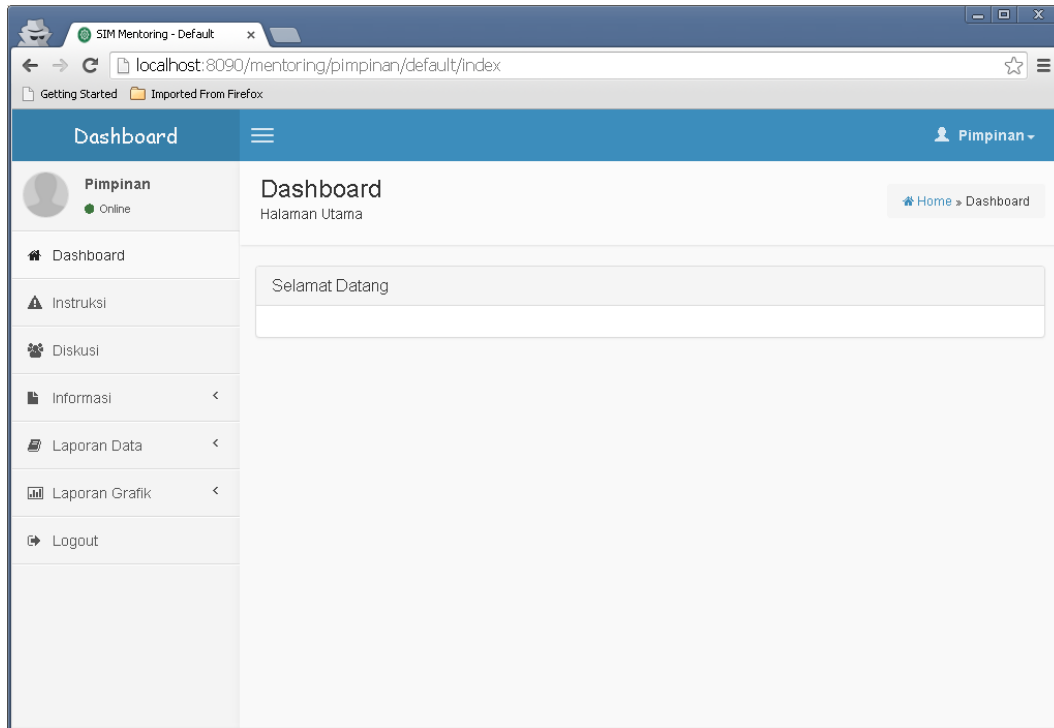 SIM Mentoring - Default
localhost:8090/mentoring/pimpinan/default/index
Getting Started Imported From Firefox
Dashboard
Pimpinan
Pimpinan
Online
Dashboard
Halaman Utama
Home » Dashboard
Dashboard
Instruksi
Diskusi
Informasi
Laporan Data
Laporan Grafik
Logout
Selamat Datang